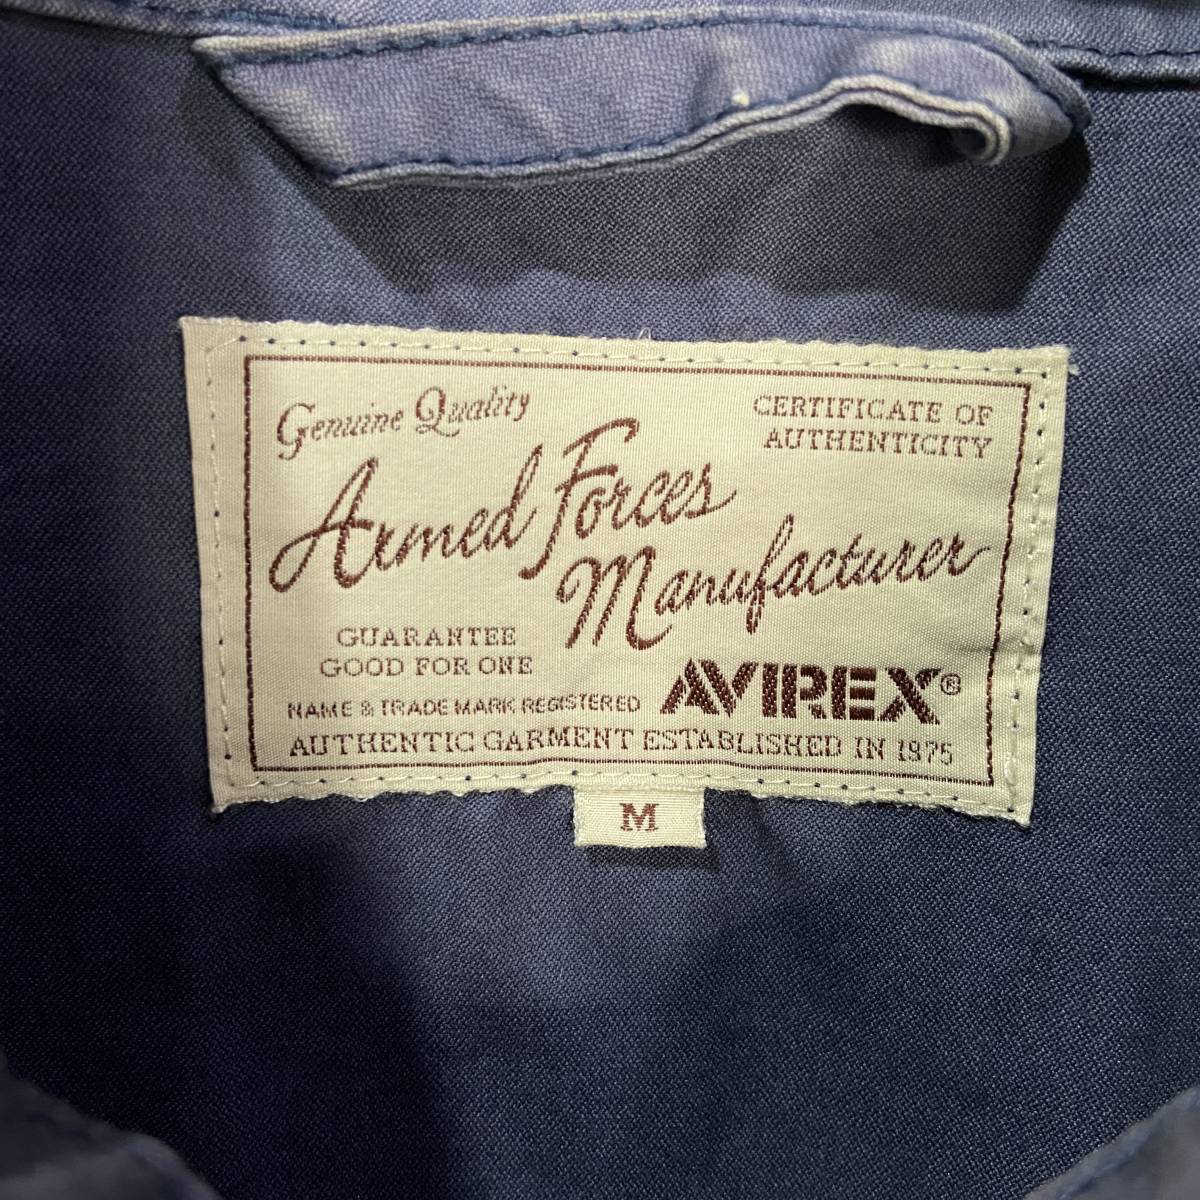 Genuine Quality
CERTIFICATE OF
AUTHENTICITY
Armed Forces
Manufacturer
GUARANTEE
GOOD FOR ONE
NAME & TRADE MARK REGISTERED
AVIREX®
AUTHENTIC GARMENT ESTABLISHED IN 1975
M